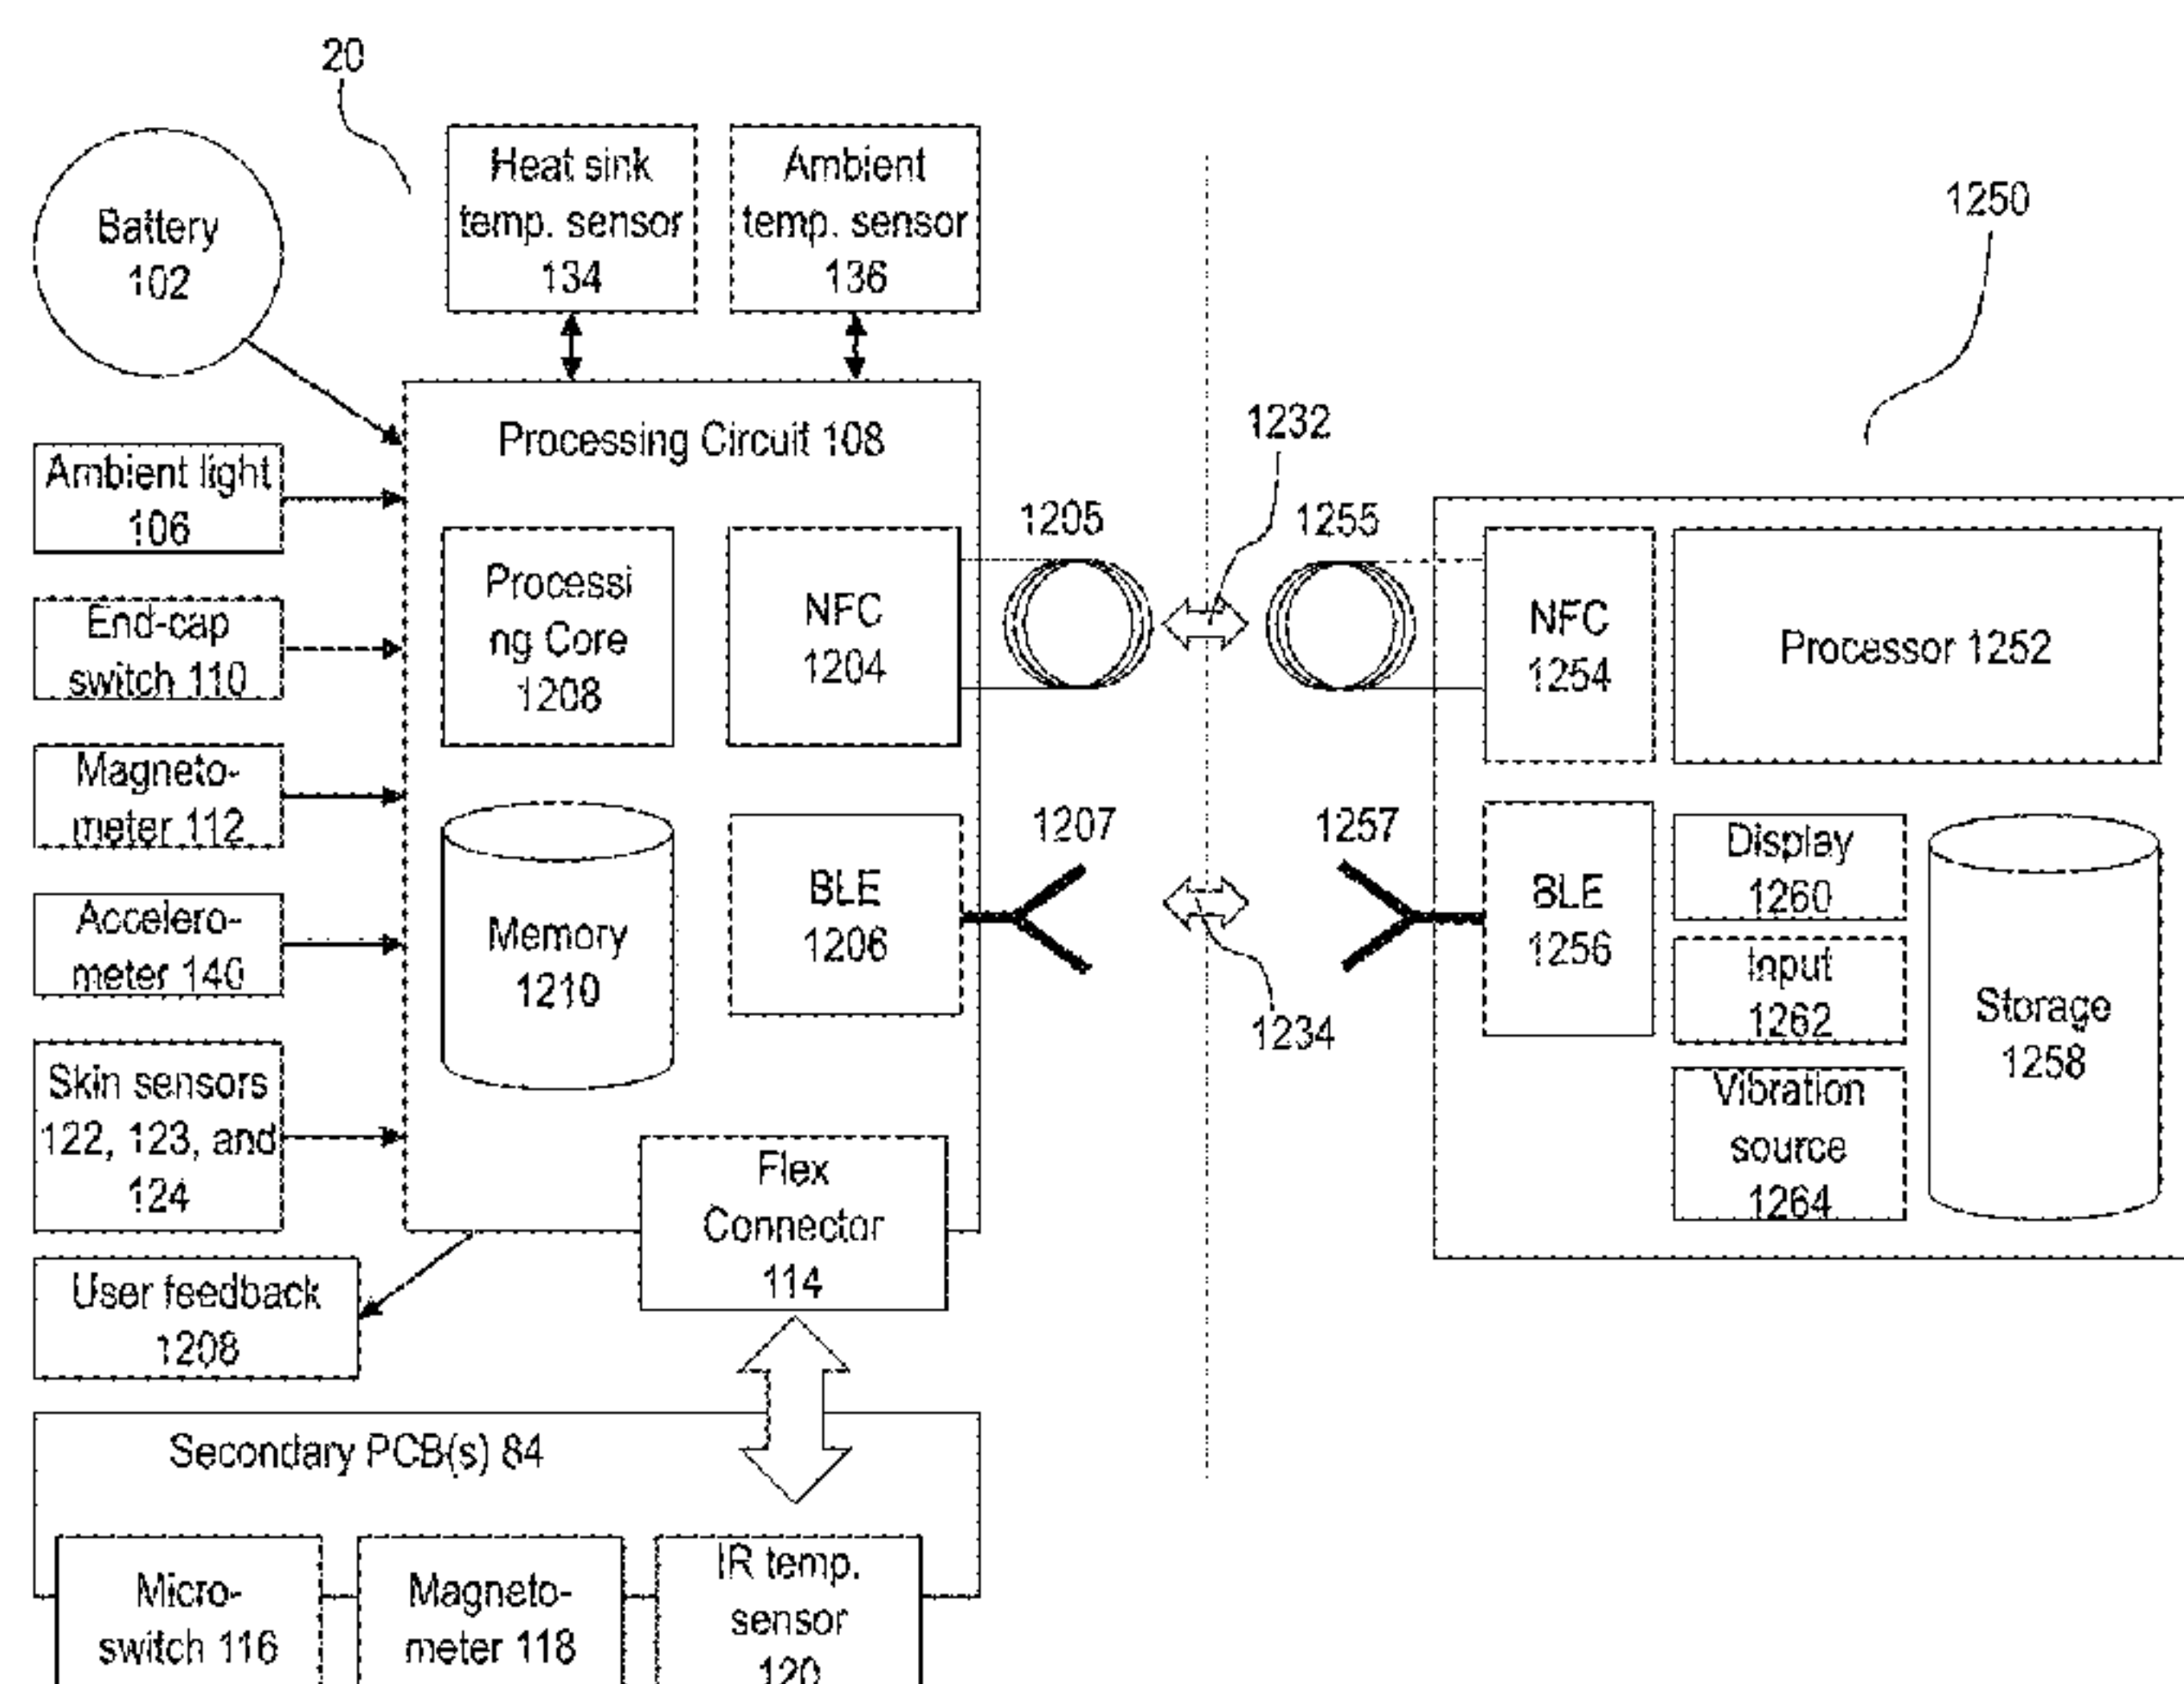 20
Heat sink
temp. sensor
134
Ambient
temp. sensor
136
Battery
102
1250
1232
Processing Circuit 108
Ambient light
106
1205
1255
Processi
ng Core
1208
NFC
1204
NFC
1254
Processor 1252
End-cap
switch 110
Magneto-
meter 112
1207
1257
Memory
1210
BLE
1206
BLE
1256
Display
1260
Input
1262
Storage
1258
Accelero-
meter 140
1234
Skin sensors
122, 123, and
124
Vibration
source
1264
Flex
Connector
114
User feedback
1208
Secondary PCB(s) 84
Micro-
switch 116
Magneto-
meter 118
IR temp.
sensor
120